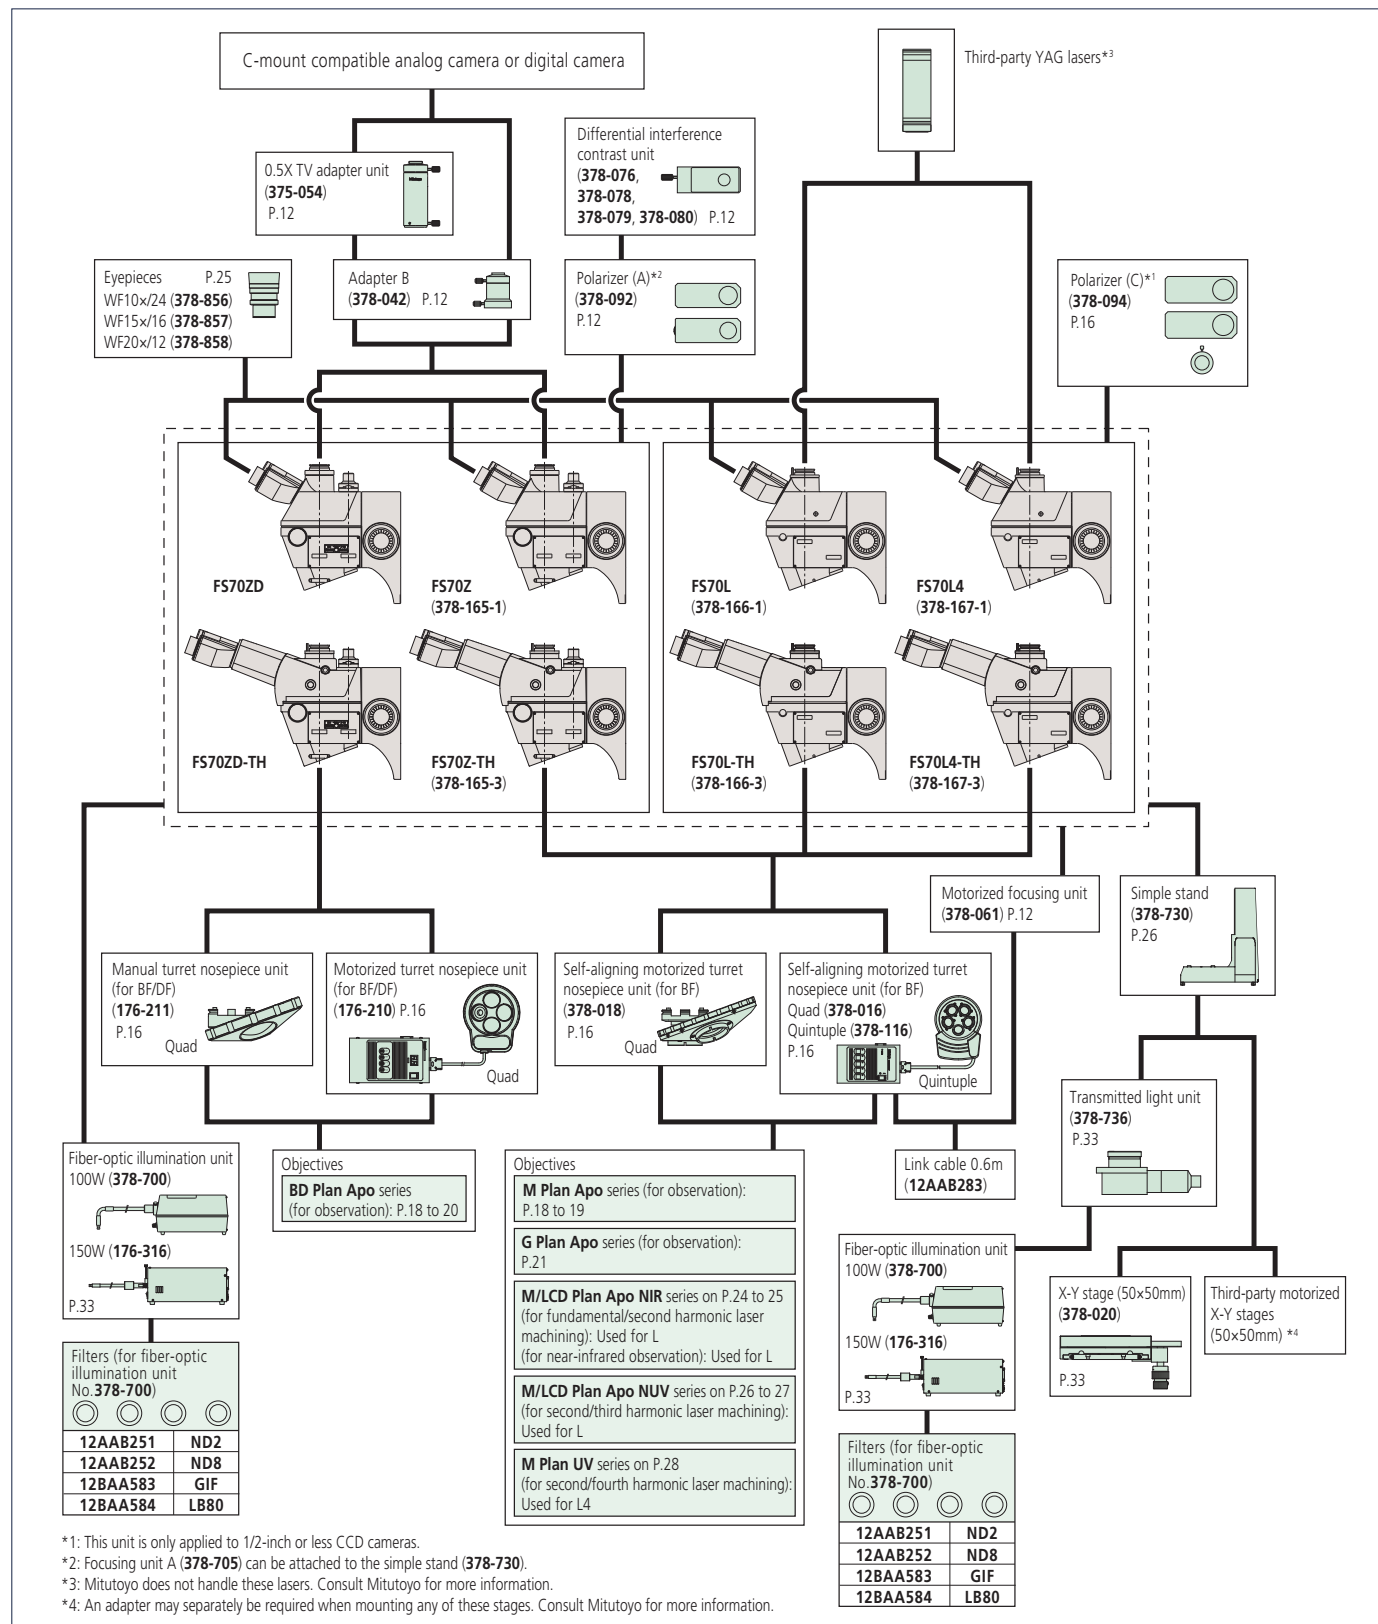 C-mount compatible analog camera or digital camera
Third-party YAG lasers*3
0.5X TV adapter unit
(375-054)
P.12
Differential interference
contrast unit
(378-076,
378-078,
378-079, 378-080) P.12
Eyepieces P.25
WF10×/24 (378-856)
WF15×/16 (378-857)
WF20×/12 (378-858)
Adapter B
(378-042) P.12
Polarizer (A)*2
(378-092)
P.12
Polarizer (C)*1
(378-094)
P.16
FS70ZD
FS70Z
(378-165-1)
FS70L
(378-166-1)
FS70L4
(378-167-1)
FS70ZD-TH
FS70Z-TH
(378-165-3)
FS70L-TH
(378-166-3)
FS70L4-TH
(378-167-3)
Motorized focusing unit
(378-061) P.12
Simple stand
(378-730)
P.26
Manual turret nosepiece unit
(for BF/DF)
(176-211)
P.16
Quad
Motorized turret nosepiece unit
(for BF/DF)
(176-210) P.16
Quad
Self-aligning motorized turret
nosepiece unit (for BF)
(378-018)
P.16
Quad
Self-aligning motorized turret
nosepiece unit (for BF)
Quad (378-016)
Quintuple (378-116)
P.16
Quintuple
Transmitted light unit
(378-736)
P.33
Fiber-optic illumination unit
100W (378-700)
150W (176-316)
P.33
Objectives
BD Plan Apo series
(for observation): P.18 to 20
Objectives
M Plan Apo series (for observation):
P.18 to 19
G Plan Apo series (for observation):
P.21
M/LCD Plan Apo NIR series on P.24 to 25
(for fundamental/second harmonic laser
machining): Used for L
(for near-infrared observation): Used for L
M/LCD Plan Apo NUV series on P.26 to 27
(for second/third harmonic laser machining):
Used for L
M Plan UV series on P.28
(for second/fourth harmonic laser machining):
Used for L4
Link cable 0.6m
(12AAB283)
Fiber-optic illumination unit
100W (378-700)
150W (176-316)
P.33
X-Y stage (50×50mm)
(378-020)
P.33
Third-party motorized
X-Y stages
(50×50mm) *4
Filters (for fiber-optic
illumination unit
No.378-700)
12AAB251 ND2
12AAB252 ND8
12BAA583 GIF
12BAA584 LB80
Filters (for fiber-optic
illumination unit
No.378-700)
12AAB251 ND2
12AAB252 ND8
12BAA583 GIF
12BAA584 LB80
*1: This unit is only applied to 1/2-inch or less CCD cameras.
*2: Focusing unit A (378-705) can be attached to the simple stand (378-730).
*3: Mitutoyo does not handle these lasers. Consult Mitutoyo for more information.
*4: An adapter may separately be required when mounting any of these stages. Consult Mitutoyo for more information.